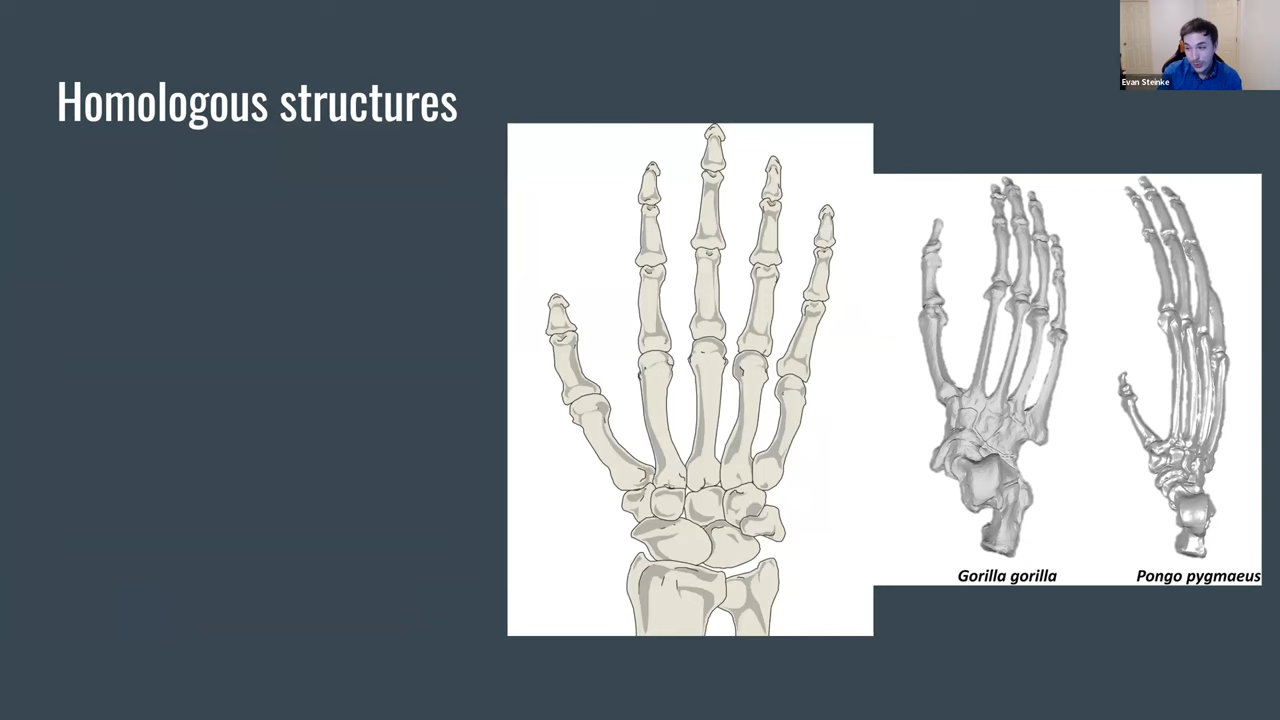 Evan Steinke
Homologous structures
Gorilla gorilla
Pongo pygmaeus